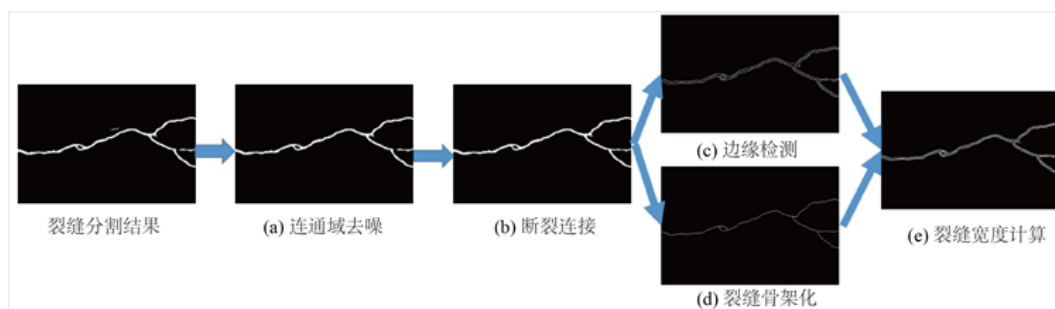 裂缝分割结果
(a) 连通域去噪
(b) 断裂连接
(c) 边缘检测
(d) 裂缝骨架化
(e) 裂缝宽度计算